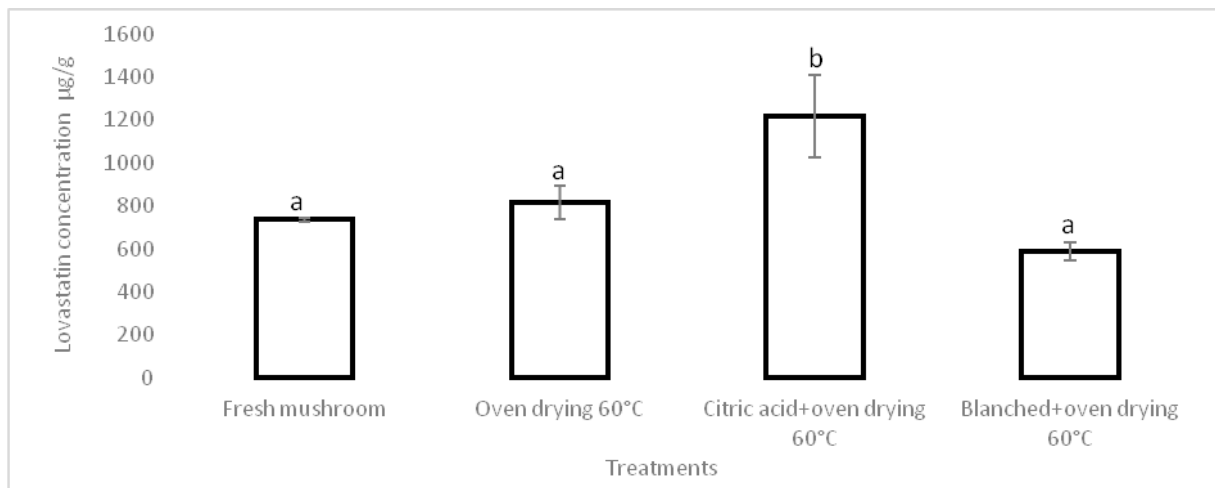 1600
1400
1200
1000
800
600
400
200
0
Lovastatin concentration µg/g
a
a
b
a
Fresh mushroom
Oven drying 60°C
Citric acid+oven drying
60°C
Blanched+oven drying
60°C
Treatments